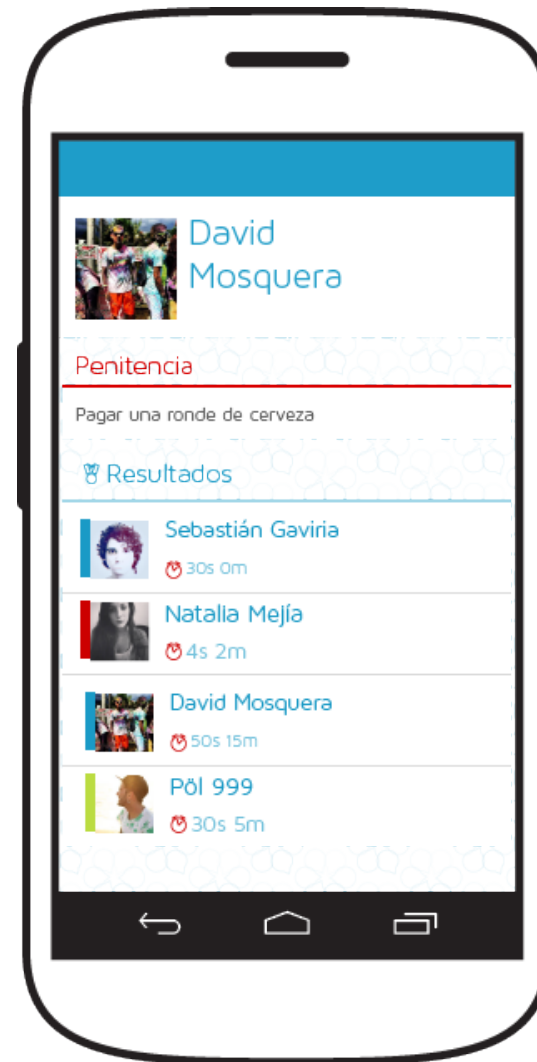 David
Mosquera
Penitencia
Pagar una ronde de cerveza
Resultados
Sebastián Gaviria
30s 0m
Natalia Mejía
4s 2m
David Mosquera
50s 15m
Pöl 999
30s 5m